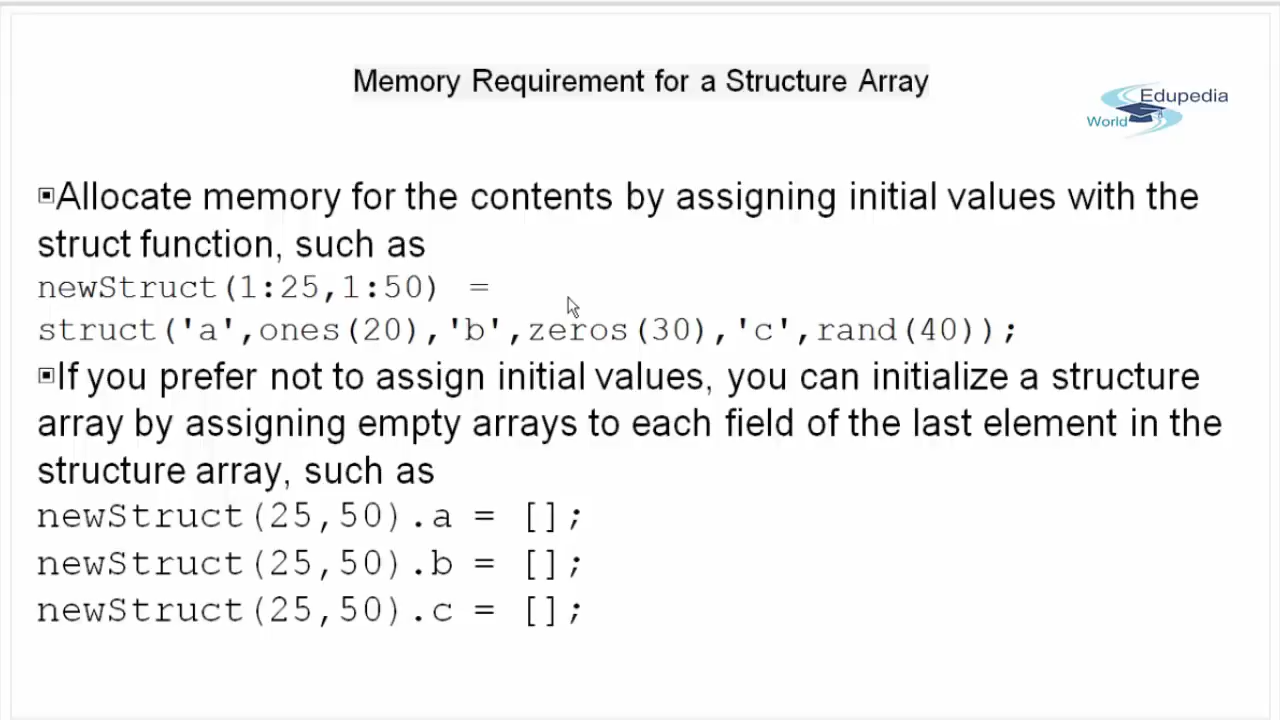 Memory Requirement for a Structure Array
Edupedia
World
Allocate memory for the contents by assigning initial values with the
struct function, such as
newStruct(1:25,1:50) =
struct('a',ones(20),'b',zeros(30),'c',rand(40));
If you prefer not to assign initial values, you can initialize a structure
array by assigning empty arrays to each field of the last element in the
structure array, such as
newStruct(25,50).a = [];
newStruct(25,50).b = [];
newStruct(25,50).c = [];